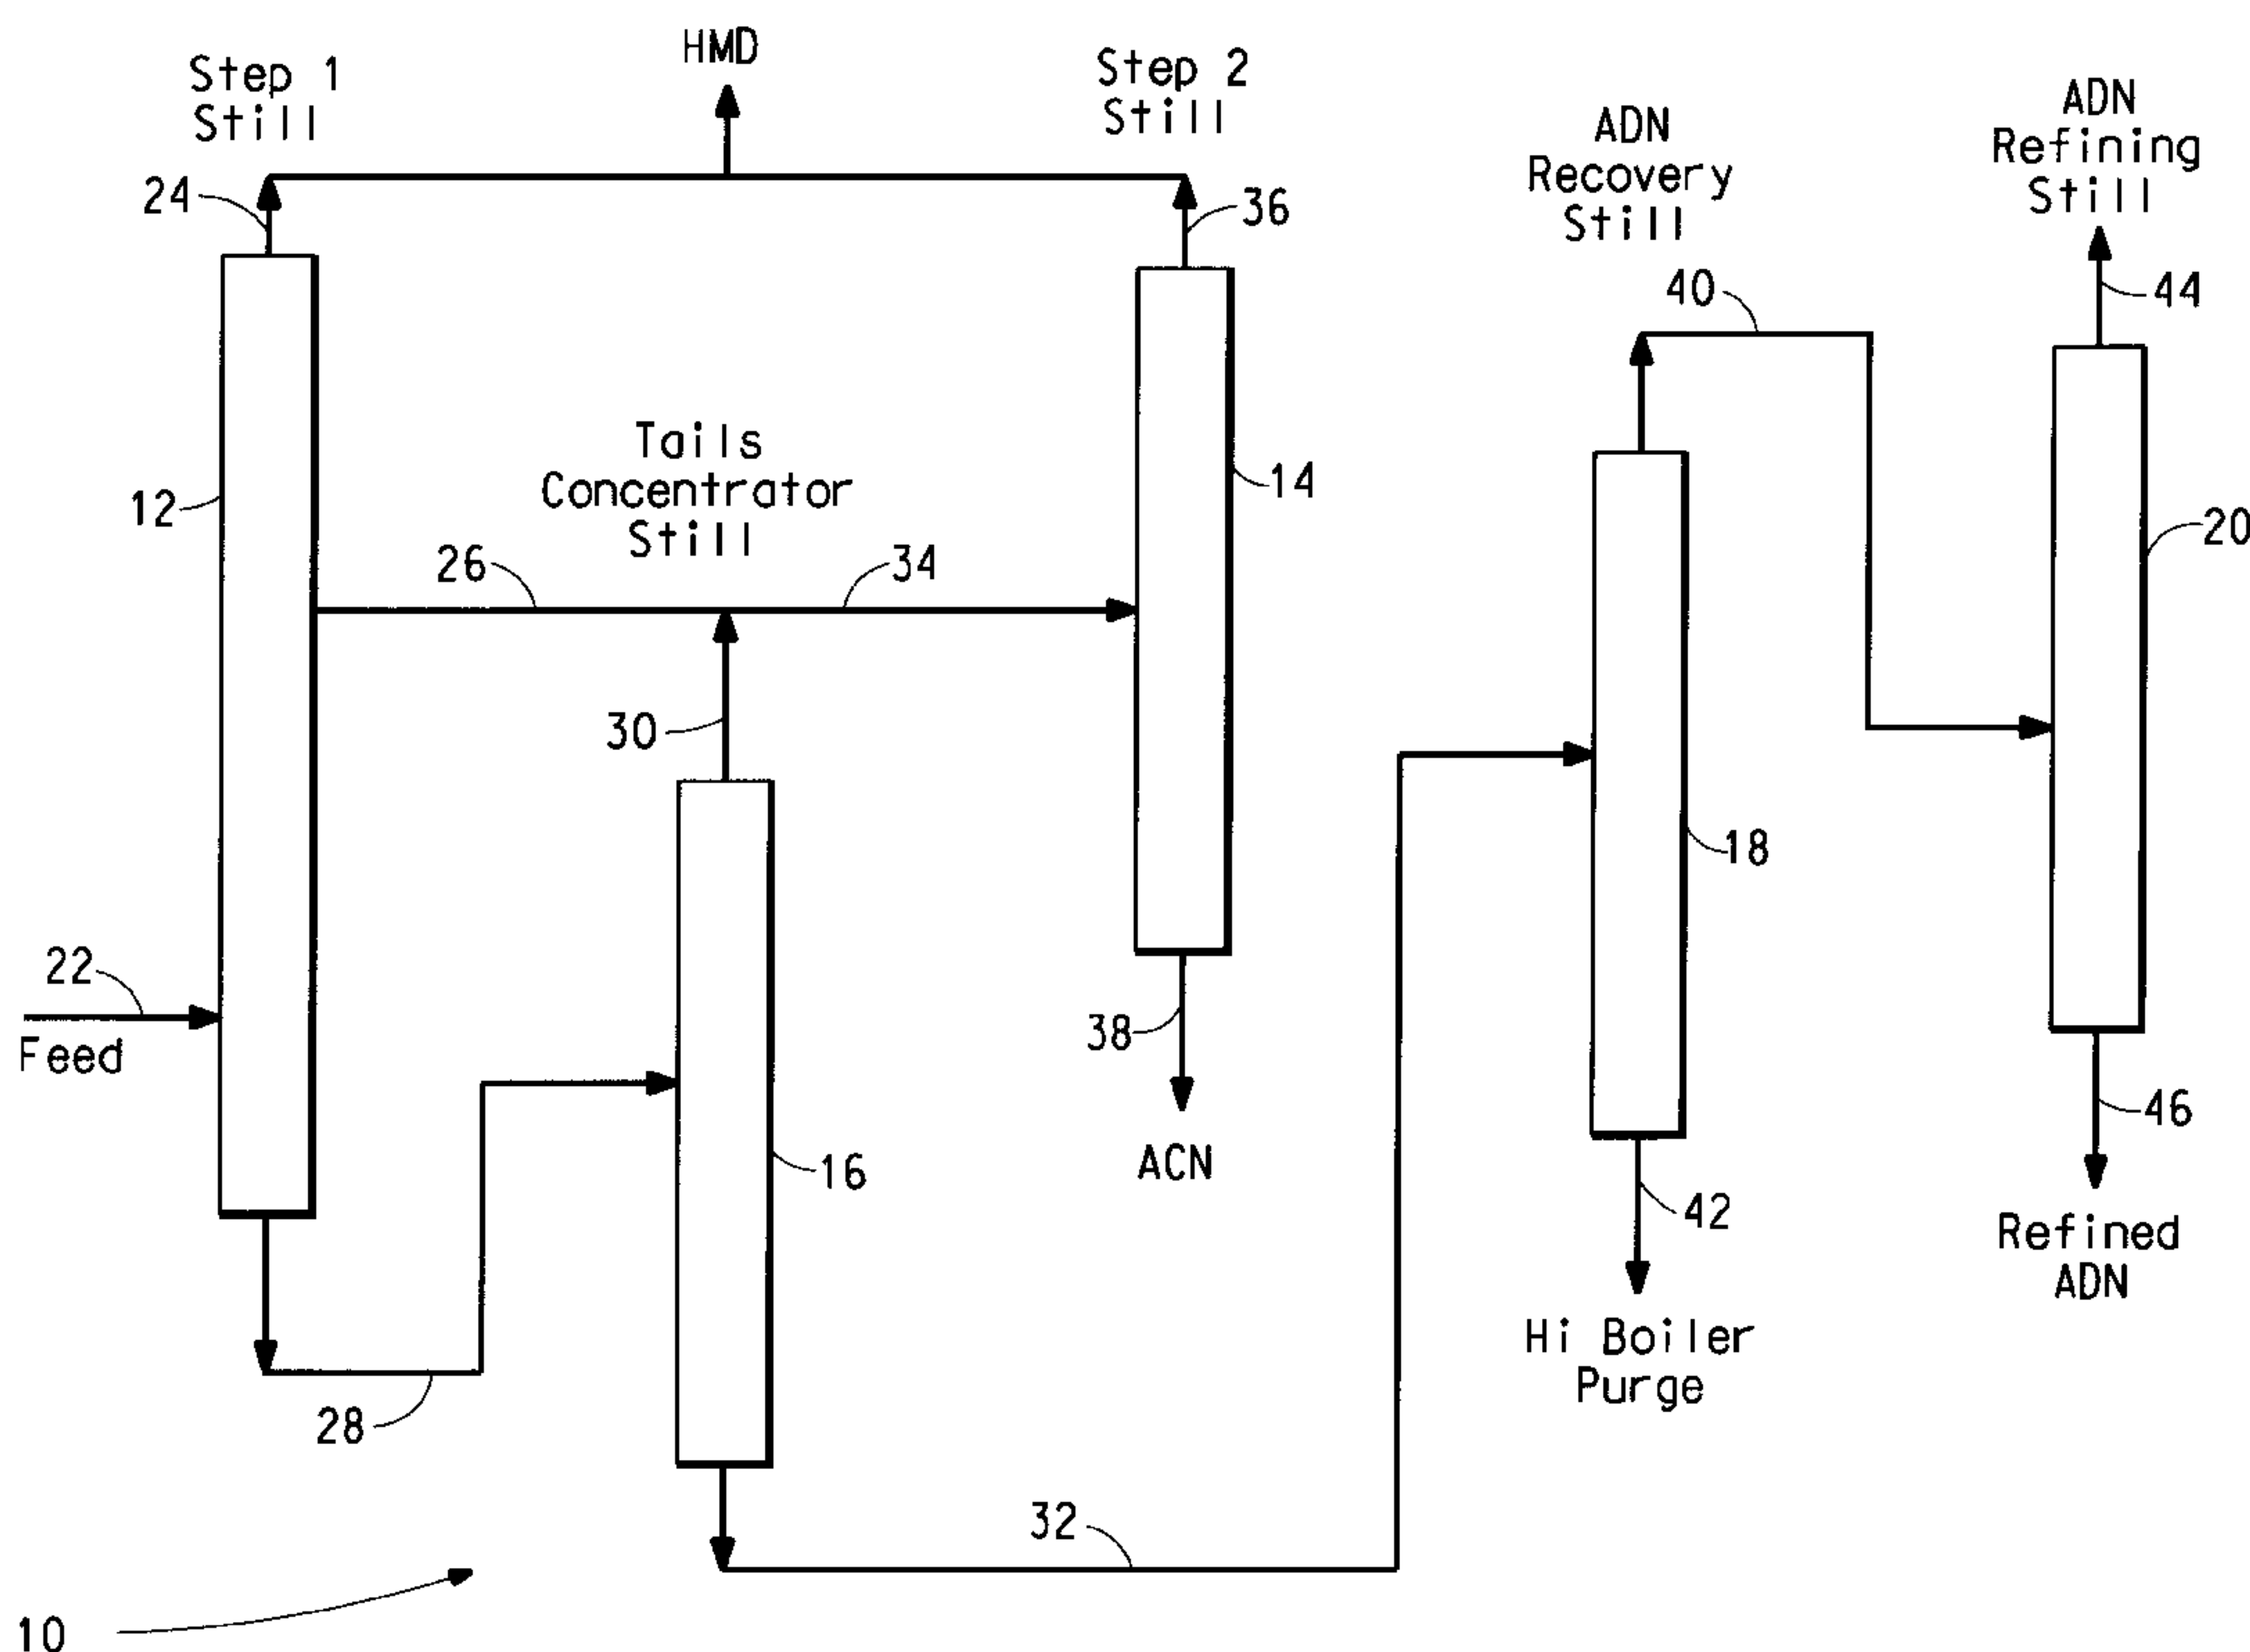 HMD
Step 1
Still
Step 2
Still
ADN
Recovery
Still
ADN
Refining
Still
24
36
40
44
12
Tails
Concentrator
Still
14
20
26
34
30
18
22
Feed
38
16
ACN
42
46
Refined
ADN
Hi Boiler
Purge
28
32
10